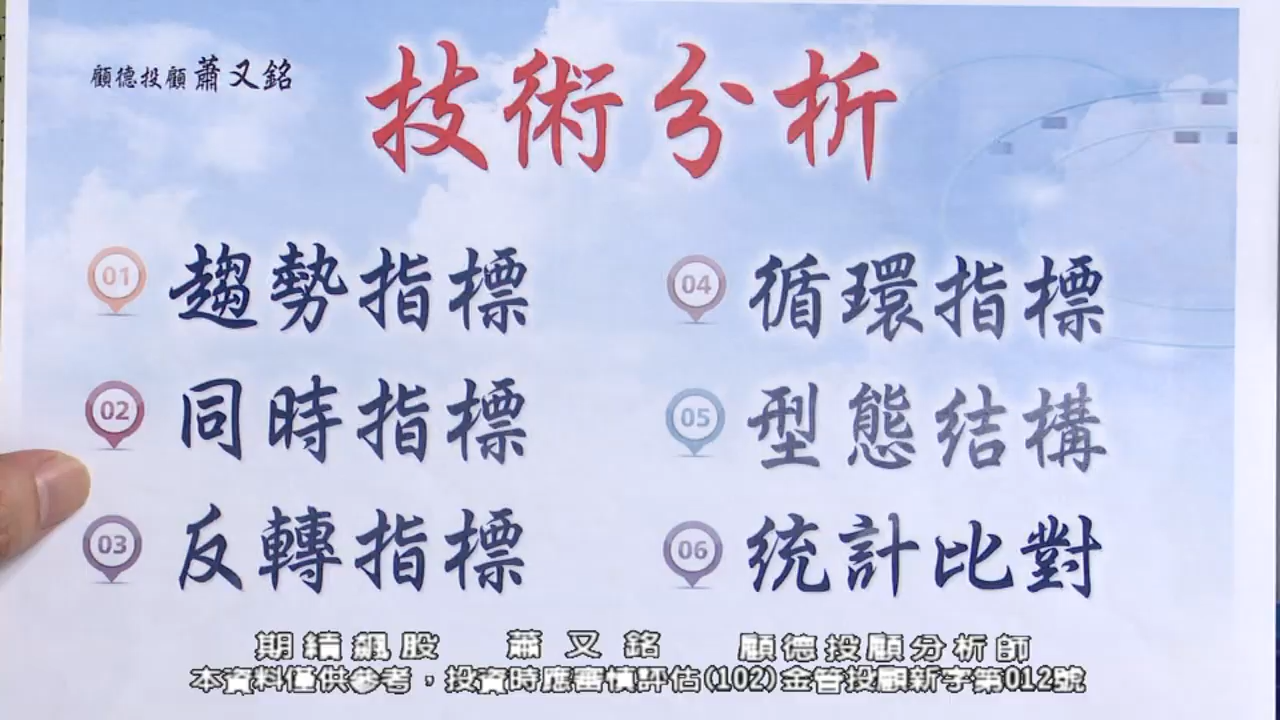 顧德投顧 蕭又銘
技術分析
01 趨勢指標
02 同時指標
03 反轉指標
04 循環指標
05 型態結構
06 統計比對
期績飆股 蕭又銘 顧德投顧分析師
本資料僅供參考，投資時應審慎評估(102)金管投顧新字第012號